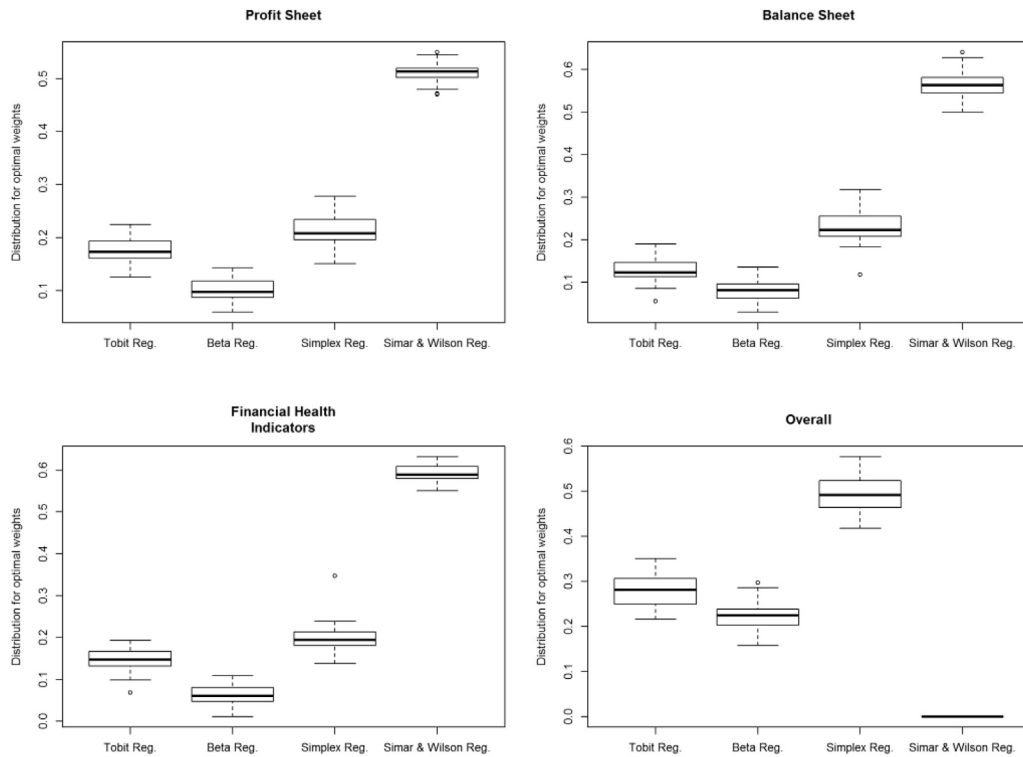 Profit Sheet
Distribution for optimal weights
0.5
0.4
0.3
0.2
0.1
Tobit Reg. Beta Reg. Simplex Reg. Simar & Wilson Reg.
Balance Sheet
Distribution for optimal weights
0.6
0.5
0.4
0.3
0.2
0.1
Tobit Reg. Beta Reg. Simplex Reg. Simar & Wilson Reg.
Financial Health
Indicators
Distribution for optimal weights
0.6
0.5
0.4
0.3
0.2
0.1
0.0
Tobit Reg. Beta Reg. Simplex Reg. Simar & Wilson Reg.
Overall
Distribution for optimal weights
0.6
0.5
0.4
0.3
0.2
0.1
0.0
Tobit Reg. Beta Reg. Simplex Reg. Simar & Wilson Reg.